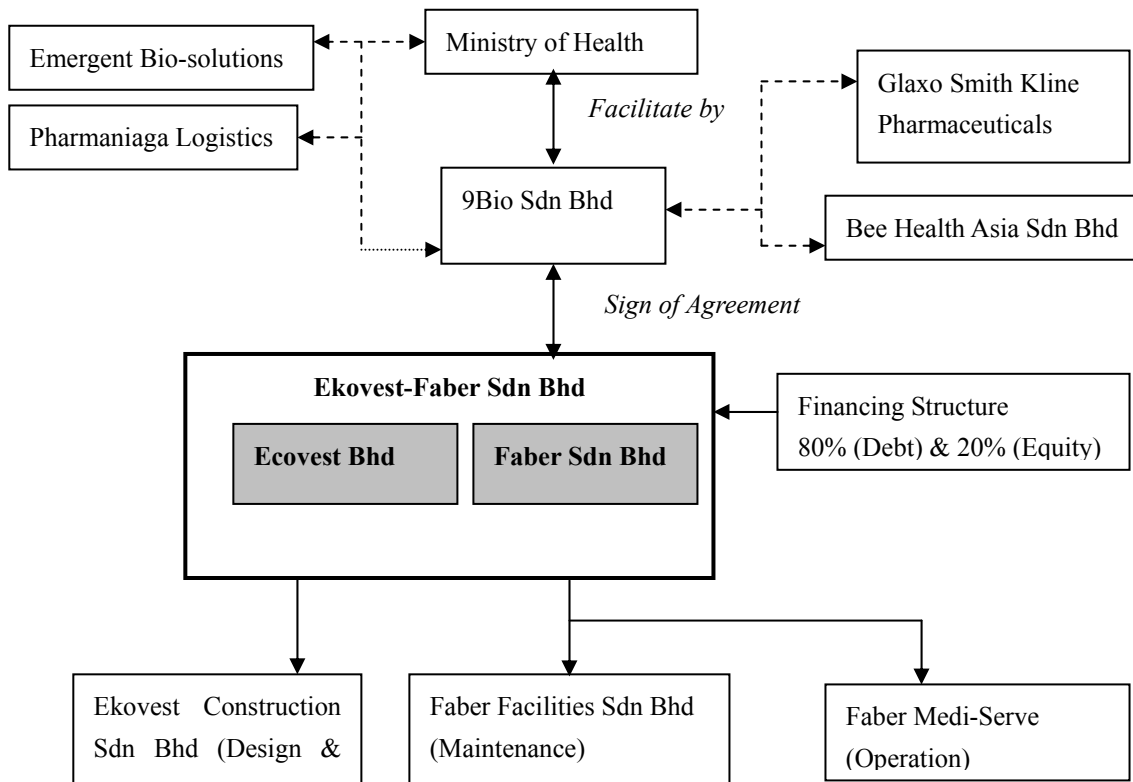 Emergent Bio-solutions
Ministry of Health
Pharmaniaga Logistics
Facilitate by
Glaxo Smith Kline
Pharmaceuticals
9Bio Sdn Bhd
Bee Health Asia Sdn Bhd
Sign of Agreement
Ekovest-Faber Sdn Bhd
Ecovest Bhd
Faber Sdn Bhd
Financing Structure
80% (Debt) & 20% (Equity)
Ekovest Construction
Sdn Bhd (Design &
Faber Facilities Sdn Bhd
(Maintenance)
Faber Medi-Serve
(Operation)